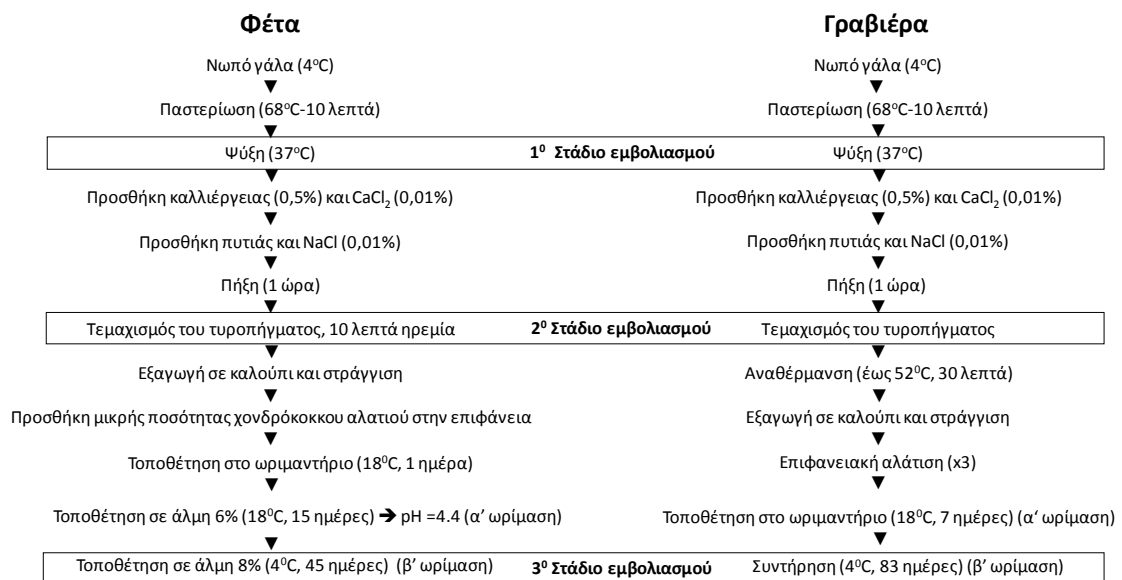 Φέτα
Νωπό γάλα (4°C)
Παστερίωση (68°C-10 λεπτά)
Ψύξη (37°C)
Προσθήκη καλλιέργειας (0,5%) και CaCl₂ (0,01%)
Προσθήκη πυτιάς και NaCl (0,01%)
Πήξη (1 ώρα)
Τεμαχισμός του τυροπήγματος, 10 λεπτά ηρεμία
Εξαγωγή σε καλούπι και στράγγιση
Προσθήκη μικρής ποσότητας χονδρόκοκκου αλατιού στην επιφάνεια
Τοποθέτηση στο ωριμαντήριο (18⁰C, 1 ημέρα)
Τοποθέτηση σε άλμη 6% (18⁰C, 15 ημέρες) ➔ pH =4.4 (α’ ωρίμαση)
Τοποθέτηση σε άλμη 8% (4⁰C, 45 ημέρες) (β’ ωρίμαση)
1⁰ Στάδιο εμβολιασμού
2⁰ Στάδιο εμβολιασμού
3⁰ Στάδιο εμβολιασμού
Γραβιέρα
Νωπό γάλα (4°C)
Παστερίωση (68°C-10 λεπτά)
Ψύξη (37°C)
Προσθήκη καλλιέργειας (0,5%) και CaCl₂ (0,01%)
Προσθήκη πυτιάς και NaCl (0,01%)
Πήξη (1 ώρα)
Τεμαχισμός του τυροπήγματος
Αναθέρμανση (έως 52⁰C, 30 λεπτά)
Εξαγωγή σε καλούπι και στράγγιση
Επιφανειακή αλάτιση (x3)
Τοποθέτηση στο ωριμαντήριο (18⁰C, 7 ημέρες) (α‘ ωρίμαση)
Συντήρηση (4⁰C, 83 ημέρες) (β’ ωρίμαση)